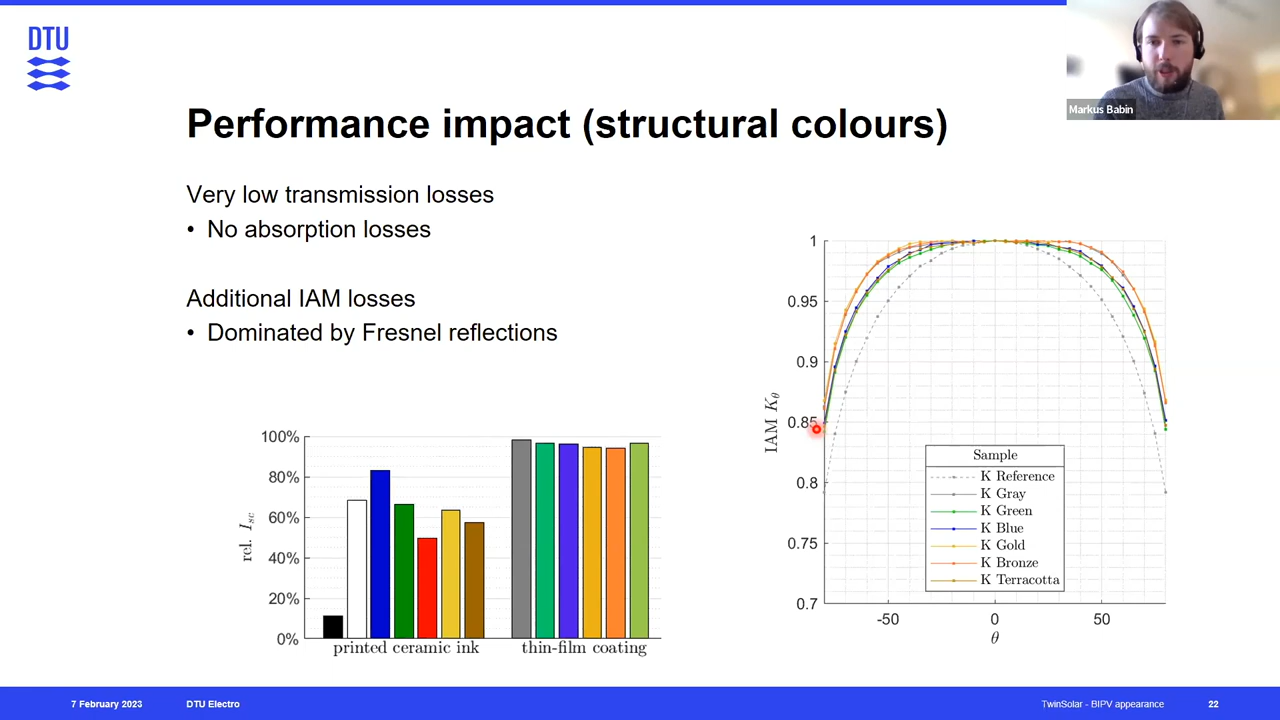 DTU
Markus Babin
Performance impact (structural colours)
Very low transmission losses
• No absorption losses
Additional IAM losses
• Dominated by Fresnel reflections
100%
80%
60%
40%
20%
0%
rel. Isc
printed ceramic ink
thin-film coating
1
0.95
0.9
0.85
0.8
0.75
0.7
IAM Kθ
-50
0
50
θ
Sample
K Reference
K Gray
K Green
K Blue
K Gold
K Bronze
K Terracotta
7 February 2023
DTU Electro
TwinSolar - BIPV appearance
22